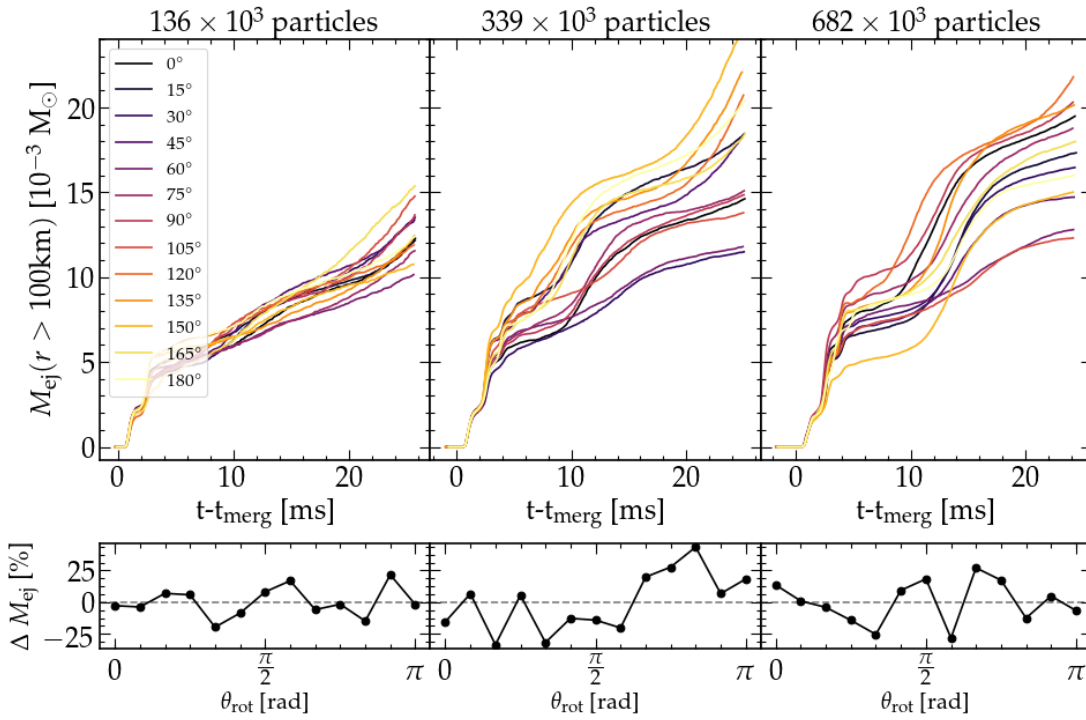 136 × 10³ particles
339 × 10³ particles
682 × 10³ particles
M_ej(r > 100km) [10⁻³ M_⊙]
20
15
10
5
0
0°
15°
30°
45°
60°
75°
90°
105°
120°
135°
150°
165°
180°
0 10 20
0 10 20
0 10 20
t-t_merg [ms]
t-t_merg [ms]
t-t_merg [ms]
Δ M_ej [%]
25
0
−25
0 π/2 π
0 π/2 π
0 π/2 π
θ_rot [rad]
θ_rot [rad]
θ_rot [rad]